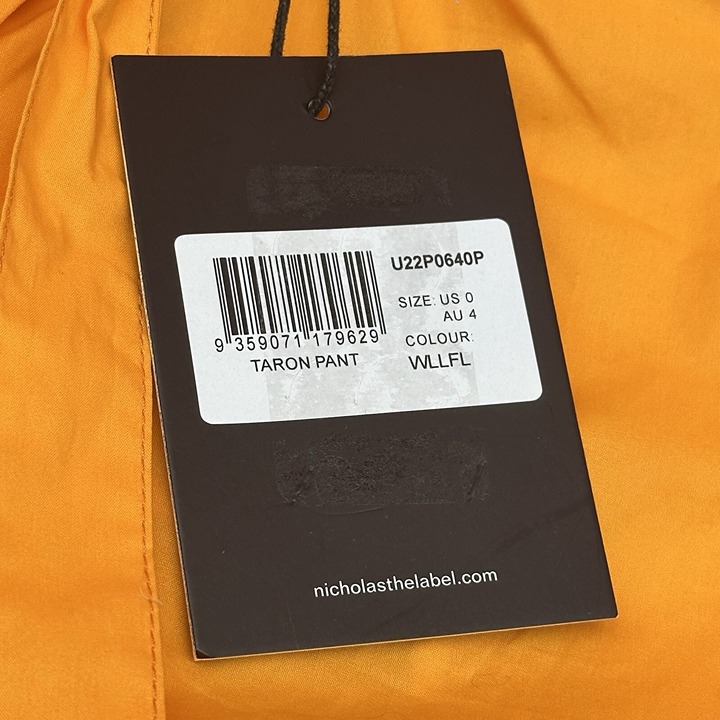 U22P0640P
SIZE: US 0
AU 4
COLOUR:
WLLFL
9 359071 179629
TARON PANT
nicholasthelabel.com